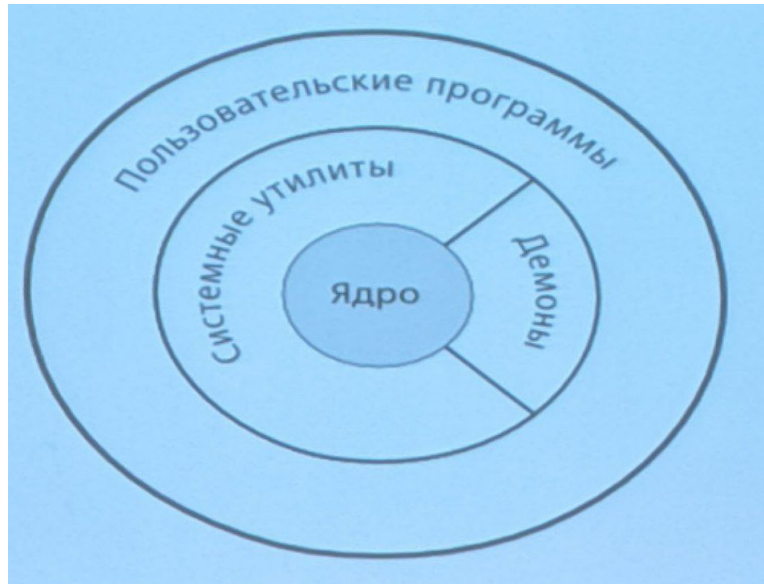 Пользовательские программы
Системные утилиты
Демоны
Ядро